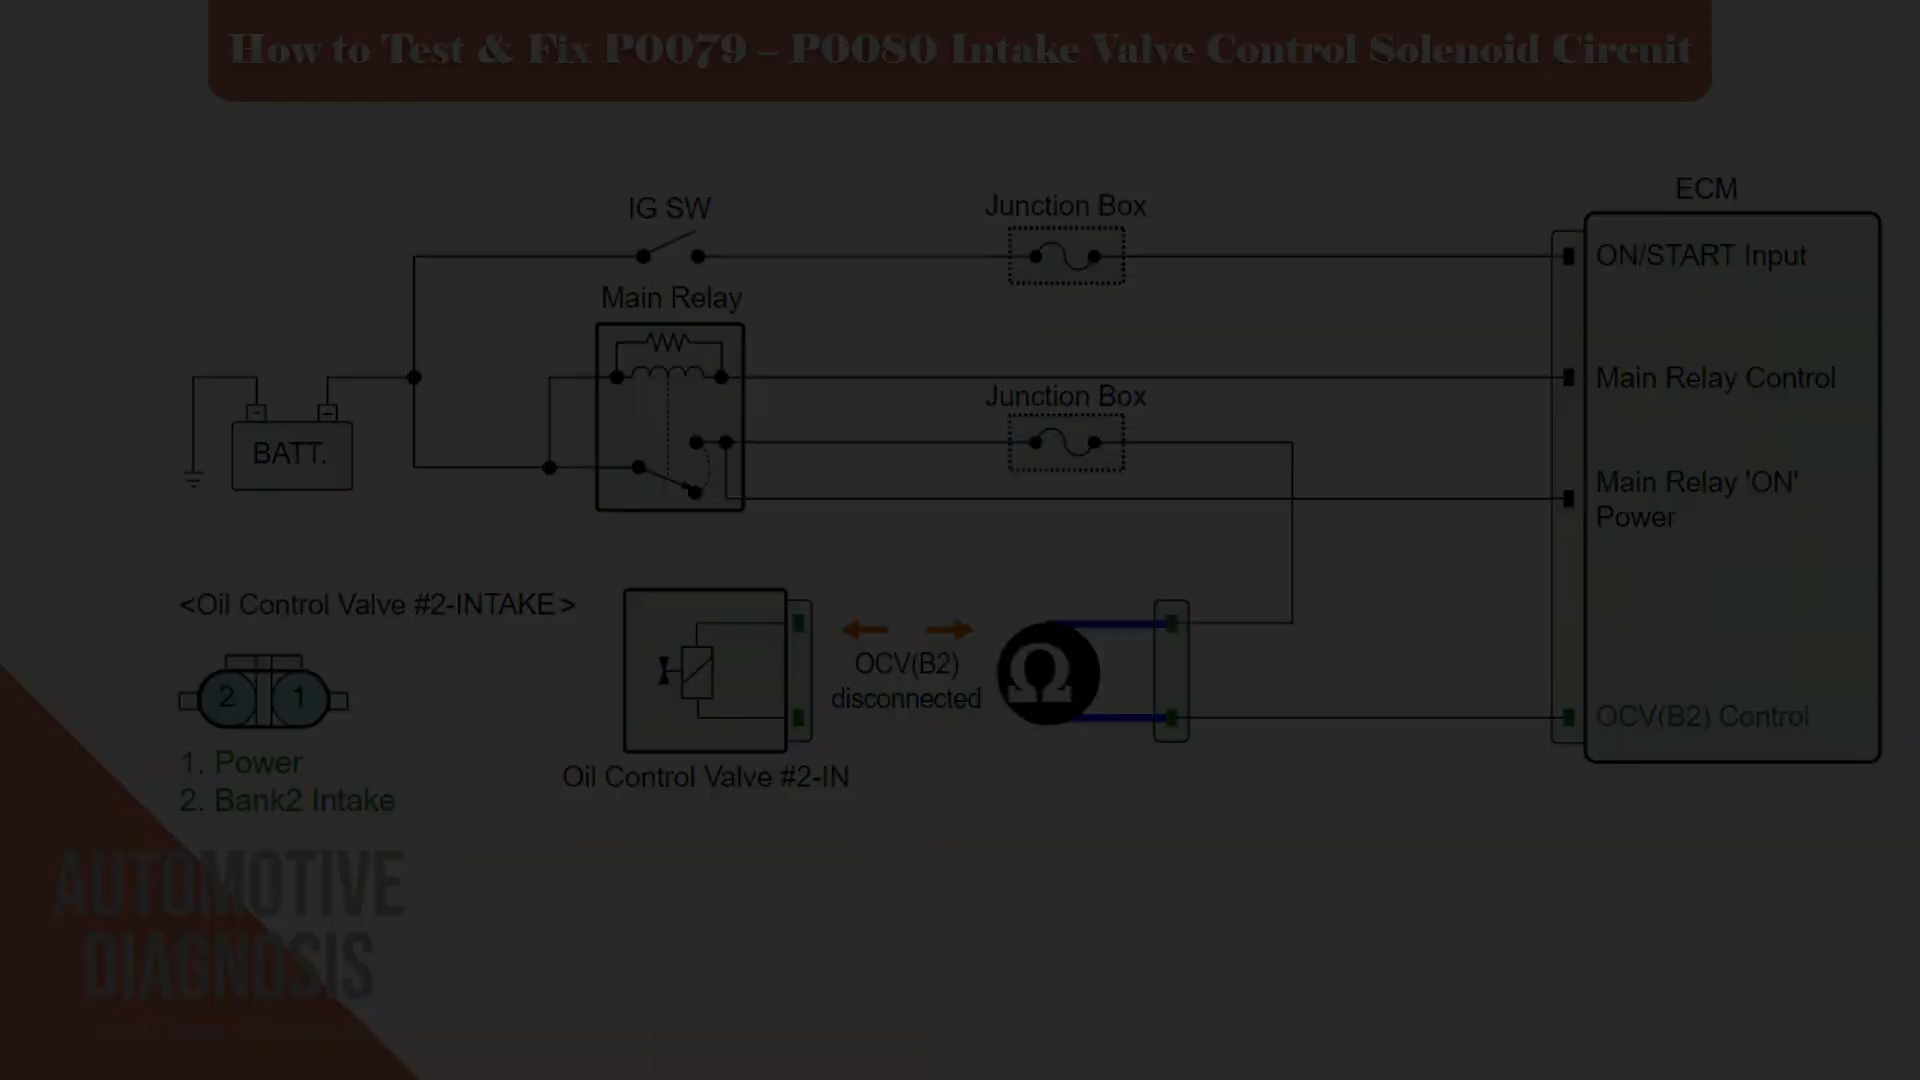 How to Test & Fix P0079 – P0080 Intake Valve Control Solenoid Circuit
ECM
IG SW
Junction Box
ON/START Input
Main Relay
Main Relay Control
Junction Box
- +
BATT.
Main Relay 'ON'
Power
<Oil Control Valve #2-INTAKE>
OCV(B2)
disconnected
Ω
2 1
OCV(B2) Control
1. Power
2. Bank2 Intake
Oil Control Valve #2-IN
AUTOMOTIVE
DIAGNOSIS